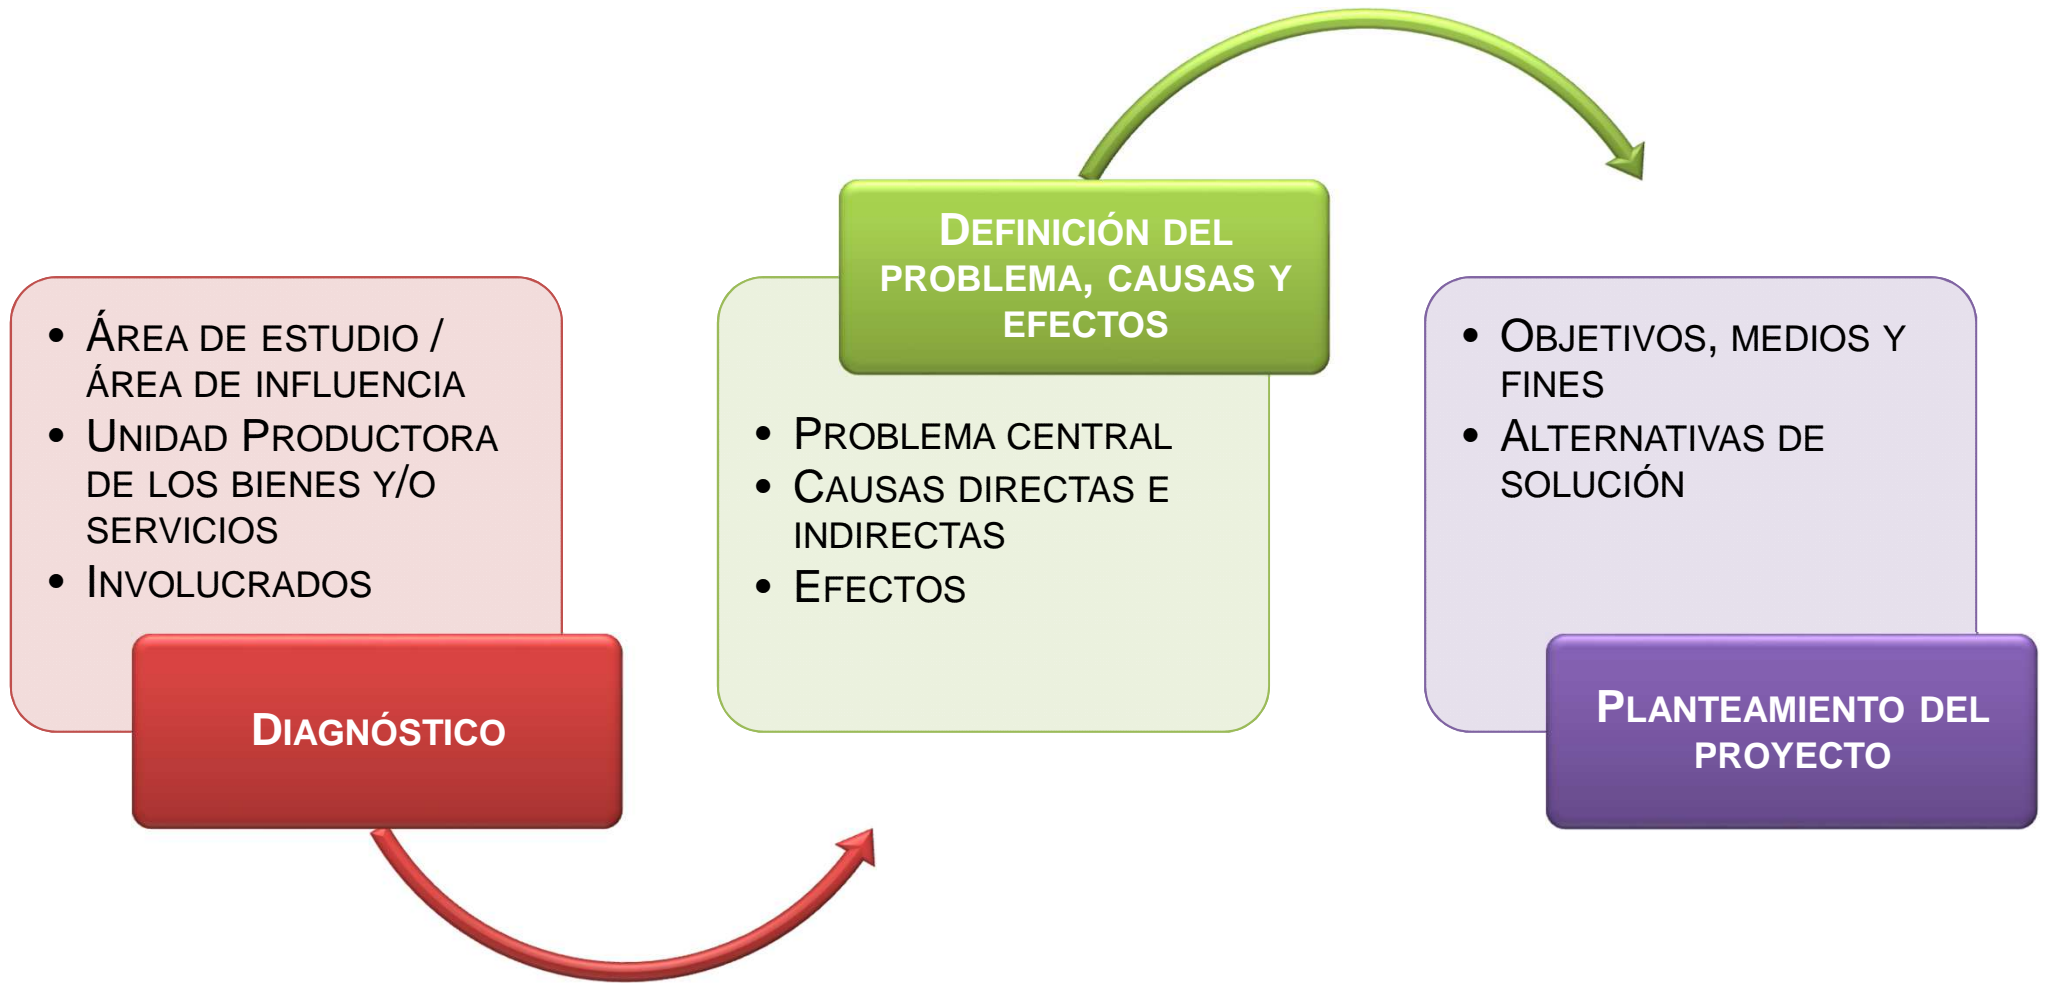 • Área de estudio /
área de influencia
• Unidad Productora
de los bienes y/o
servicios
• Involucrados
Diagnóstico
Definición del
problema, causas y
efectos
• Problema central
• Causas directas e
indirectas
• Efectos
• Objetivos, medios y
fines
• Alternativas de
solución
Planteamiento del
proyecto